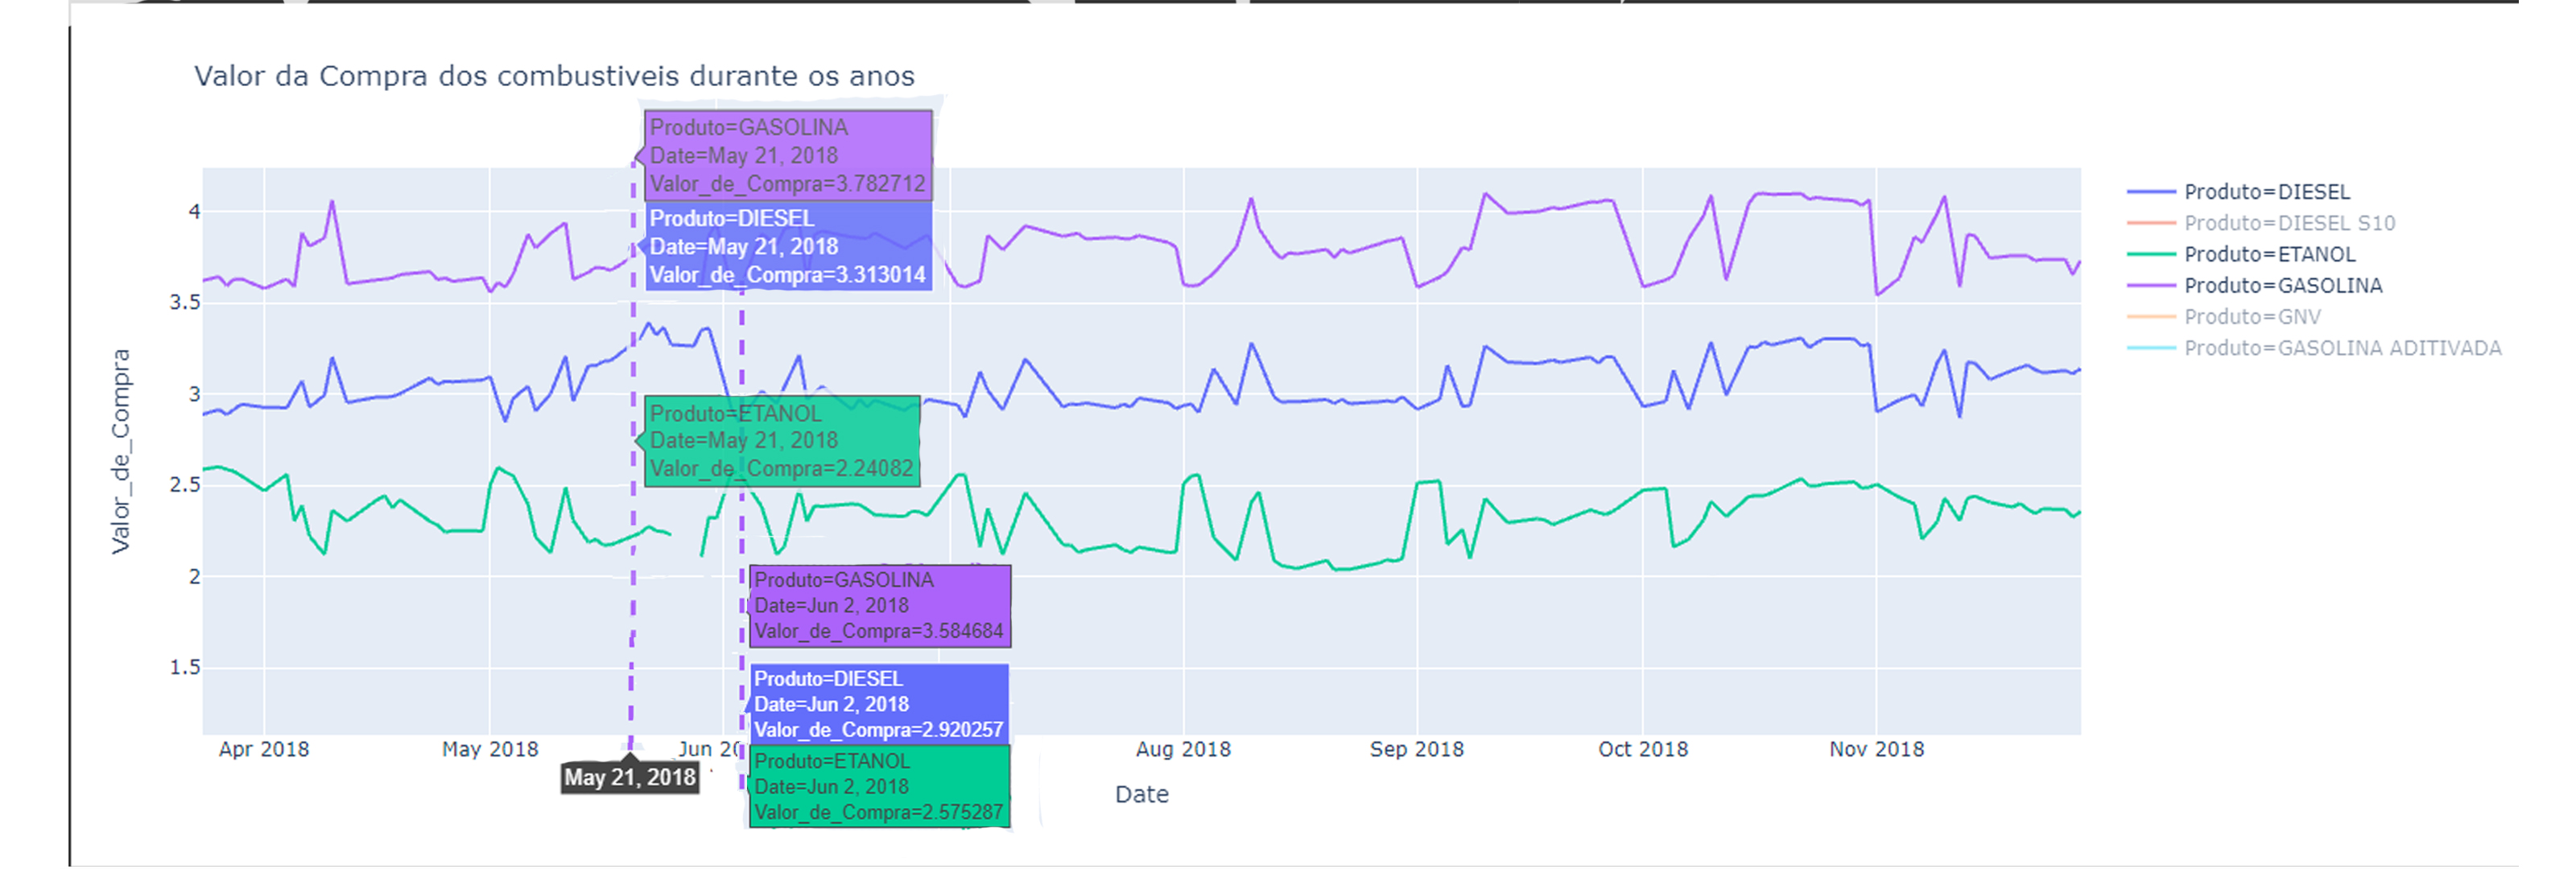 Valor da Compra dos combustiveis durante os anos
Produto=GASOLINA
Date=May 21, 2018
Valor_de_Compra=3.782712
Produto=DIESEL
Date=May 21, 2018
Valor_de_Compra=3.313014
Produto=ETANOL
Date=May 21, 2018
Valor_de_Compra=2.24082
Produto=GASOLINA
Date=Jun 2, 2018
Valor_de_Compra=3.584684
Produto=DIESEL
Date=Jun 2, 2018
Valor_de_Compra=2.920257
Produto=ETANOL
Date=Jun 2, 2018
Valor_de_Compra=2.575287
Valor_de_Compra
4
3.5
3
2.5
2
1.5
Apr 2018
May 2018
Jun 20
Aug 2018
Sep 2018
Oct 2018
Nov 2018
May 21, 2018
Date
Produto=DIESEL
Produto=DIESEL S10
Produto=ETANOL
Produto=GASOLINA
Produto=GNV
Produto=GASOLINA ADITIVADA